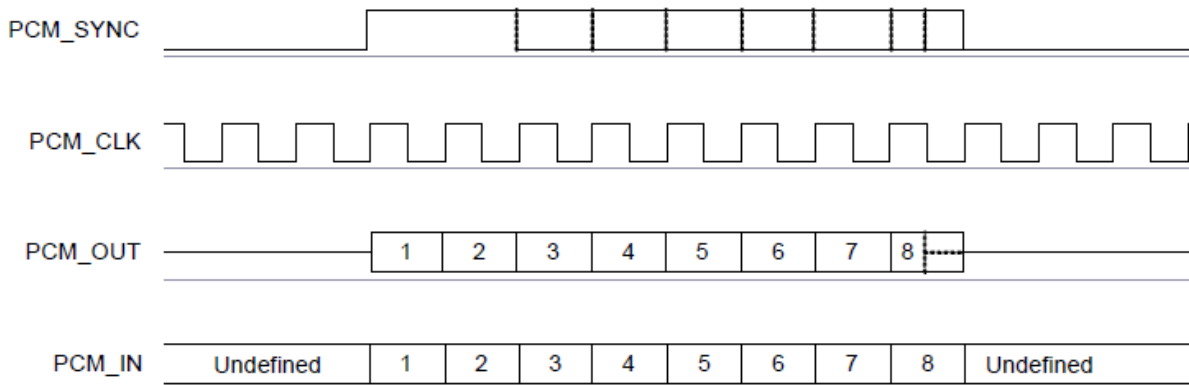 PCM_SYNC
PCM_CLK
PCM_OUT 1 2 3 4 5 6 7 8
PCM_IN Undefined 1 2 3 4 5 6 7 8 Undefined